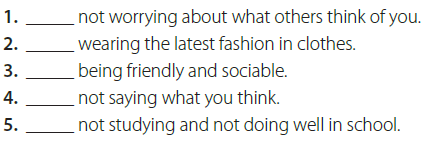 1. ______ not worrying about what others think of you.
2. ______ wearing the latest fashion in clothes.
3. ______ being friendly and sociable.
4. ______ not saying what you think.
5. ______ not studying and not doing well in school.